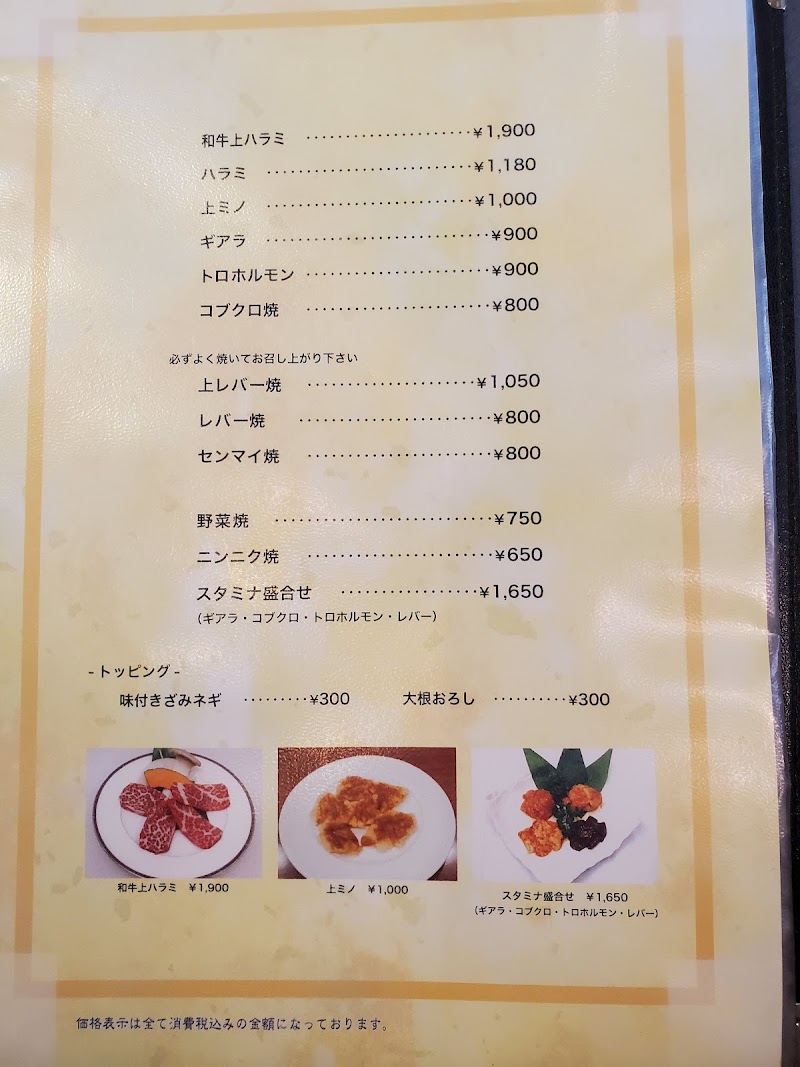 和牛上ハラミ ·····················¥1,900
ハラミ ··························¥1,180
上ミノ ··························¥1,000
ギアラ ····························¥900
トロホルモン ·······················¥900
コブクロ焼 ·······················¥800
必ずよく焼いてお召し上がり下さい
上レバー焼 ·····················¥1,050
レバー焼 ························¥800
センマイ焼 ·······················¥800
野菜焼 ···························¥750
ニンニク焼 ·······················¥650
スタミナ盛合せ ·················¥1,650
(ギアラ・コブクロ・トロホルモン・レバー)
-トッピング-
味付きざみネギ ·········¥300 大根おろし ··········¥300
和牛上ハラミ ¥1,900
上ミノ ¥1,000
スタミナ盛合せ ¥1,650
(ギアラ・コブクロ・トロホルモン・レバー)
価格表示は全て消費税込みの金額になっております。